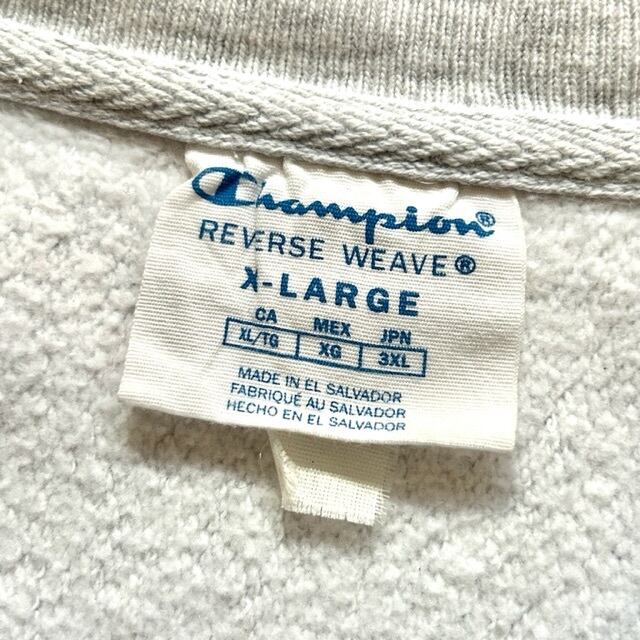 Champion®
REVERSE WEAVE®
X-LARGE
CA MEX JPN
XL/TG XG 3XL
MADE IN EL SALVADOR
FABRIQUÉ AU SALVADOR
HECHO EN EL SALVADOR